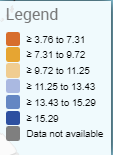 Legend
≥ 3.76 to 7.31
≥ 7.31 to 9.72
≥ 9.72 to 11.25
≥ 11.25 to 13.43
≥ 13.43 to 15.29
≥ 15.29
Data not available